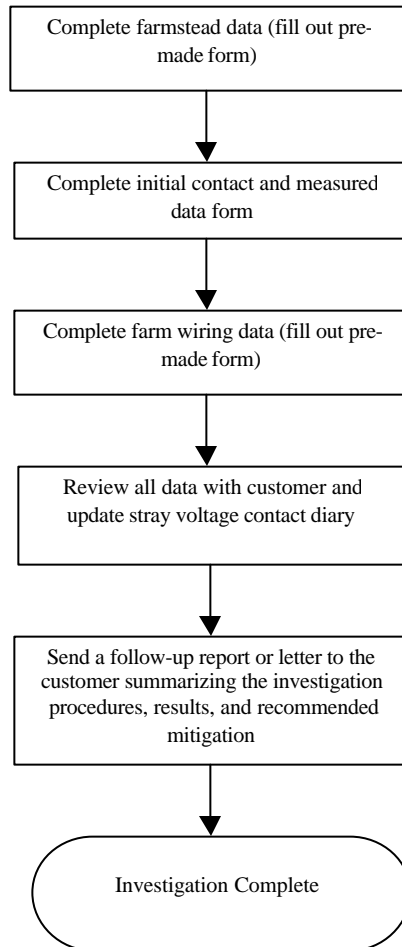 Complete farmstead data (fill out pre-
made form)
Complete initial contact and measured
data form
Complete farm wiring data (fill out pre-
made form)
Review all data with customer and
update stray voltage contact diary
Send a follow-up report or letter to the
customer summarizing the investigation
procedures, results, and recommended
mitigation
Investigation Complete